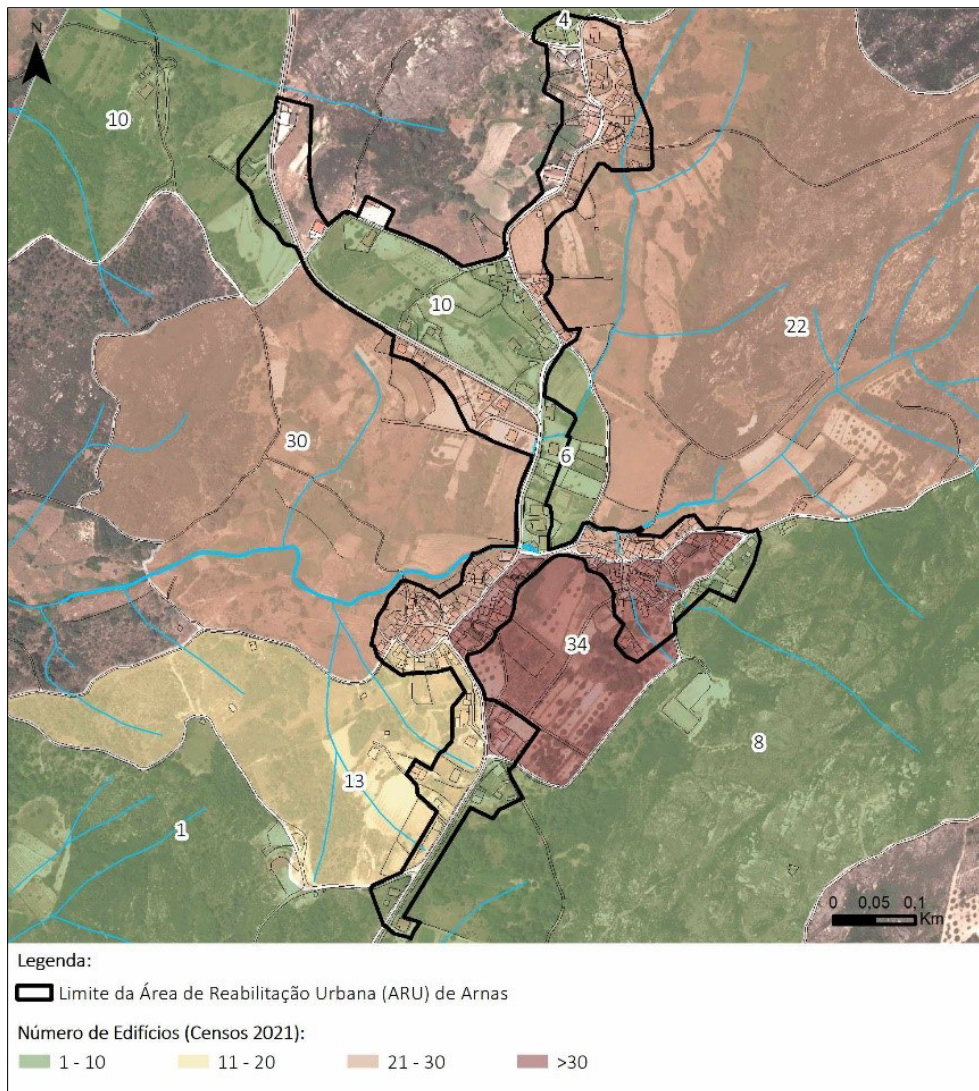 4
N
10
10
22
30
6
34
8
13
1
0 0,05 0,1
Km
Legenda:
Limite da Área de Reabilitação Urbana (ARU) de Arnas
Número de Edifícios (Censos 2021):
1 - 10 11 - 20 21 - 30 >30